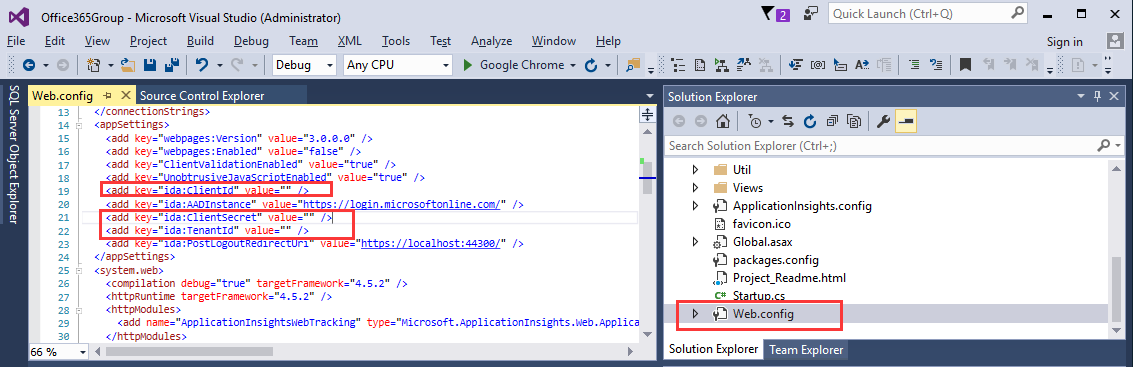 Office365Group - Microsoft Visual Studio (Administrator)
2
Quick Launch (Ctrl+Q)
File Edit View Project Build Debug Team XML Tools Test Analyze Window Help
Sign in
Debug
Any CPU
Google Chrome
SQL Server Object Explorer
Web.config
Source Control Explorer
13 </connectionStrings>
14 <appSettings>
15 <add key="webpages:Version" value="3.0.0.0" />
16 <add key="webpages:Enabled" value="false" />
17 <add key="ClientValidationEnabled" value="true" />
18 <add key="UnobtrusiveJavaScriptEnabled" value="true" />
19 <add key="ida:ClientId" value="" />
20 <add key="ida:AADInstance" value="https://login.microsoftonline.com/" />
21 <add key="ida:ClientSecret" value="" />
22 <add key="ida:TenantId" value="" />
23 <add key="ida:PostLogoutRedirectUri" value="https://localhost:44300/" />
24 </appSettings>
25 <system.web>
26 <compilation debug="true" targetFramework="4.5.2" />
27 <httpRuntime targetFramework="4.5.2" />
28 <httpModules>
29 <add name="ApplicationInsightsWebTracking" type="Microsoft.ApplicationInsights.Web.Applica
30 </httpModules>
66 %
Solution Explorer
Search Solution Explorer (Ctrl+;)
Util
Views
ApplicationInsights.config
favicon.ico
Global.asax
packages.config
Project_Readme.html
C# Startup.cs
Web.config
Solution Explorer Team Explorer